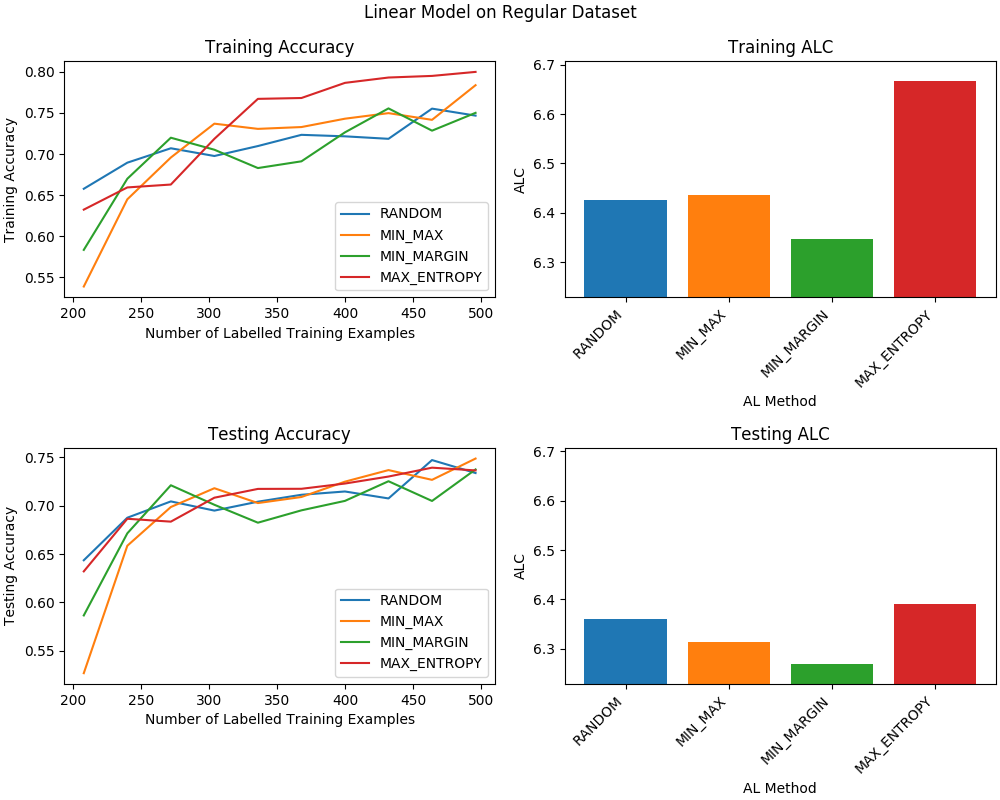 Linear Model on Regular Dataset
Training Accuracy
Training Accuracy
0.80
0.75
0.70
0.65
0.60
0.55
200
250
300
350
400
450
500
Number of Labelled Training Examples
RANDOM
MIN_MAX
MIN_MARGIN
MAX_ENTROPY
Training ALC
ALC
6.7
6.6
6.5
6.4
6.3
RANDOM
MIN_MAX
MIN_MARGIN
MAX_ENTROPY
AL Method
Testing Accuracy
Testing Accuracy
0.75
0.70
0.65
0.60
0.55
200
250
300
350
400
450
500
Number of Labelled Training Examples
RANDOM
MIN_MAX
MIN_MARGIN
MAX_ENTROPY
Testing ALC
ALC
6.7
6.6
6.5
6.4
6.3
RANDOM
MIN_MAX
MIN_MARGIN
MAX_ENTROPY
AL Method